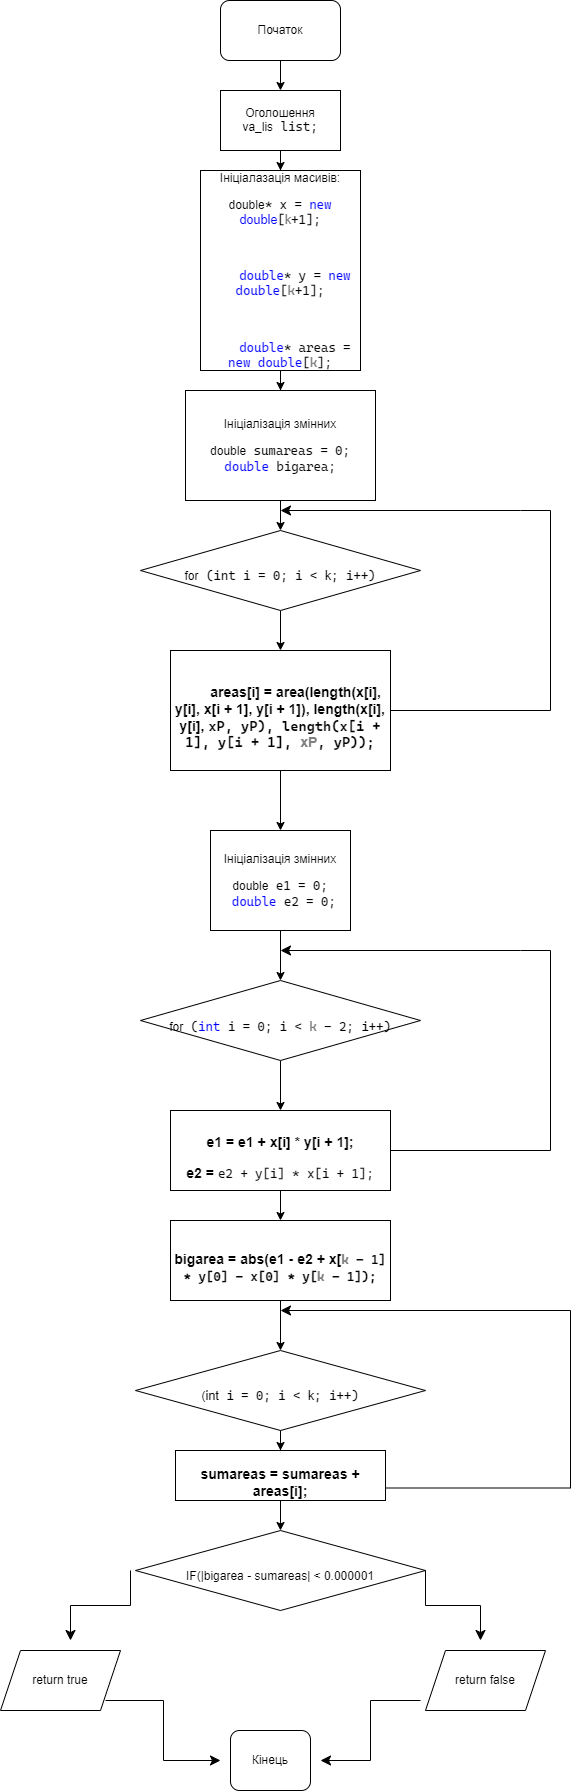 Початок
Оголошення
va_lis list;
Ініціалазація масивів:
double* x = new
double[k+1];
double* y = new
double[k+1];
double* areas =
new double[k];
Ініціалізація змінних
double sumareas = 0;
double bigarea;
for (int i = 0; i < k; i++)
areas[i] = area(length(x[i],
y[i], x[i + 1], y[i + 1]), length(x[i],
y[i], xP, yP), length(x[i +
1], y[i + 1], xP, yP));
Ініціалізація змінних
double e1 = 0;
double e2 = 0;
for (int i = 0; i < k - 2; i++)
e1 = e1 + x[i] * y[i + 1];
e2 = e2 + y[i] * x[i + 1];
bigarea = abs(e1 - e2 + x[k - 1]
* y[0] - x[0] * y[k - 1]);
(int i = 0; i < k; i++)
sumareas = sumareas +
areas[i];
IF(|bigarea - sumareas| < 0.000001
return true
return false
Кінець